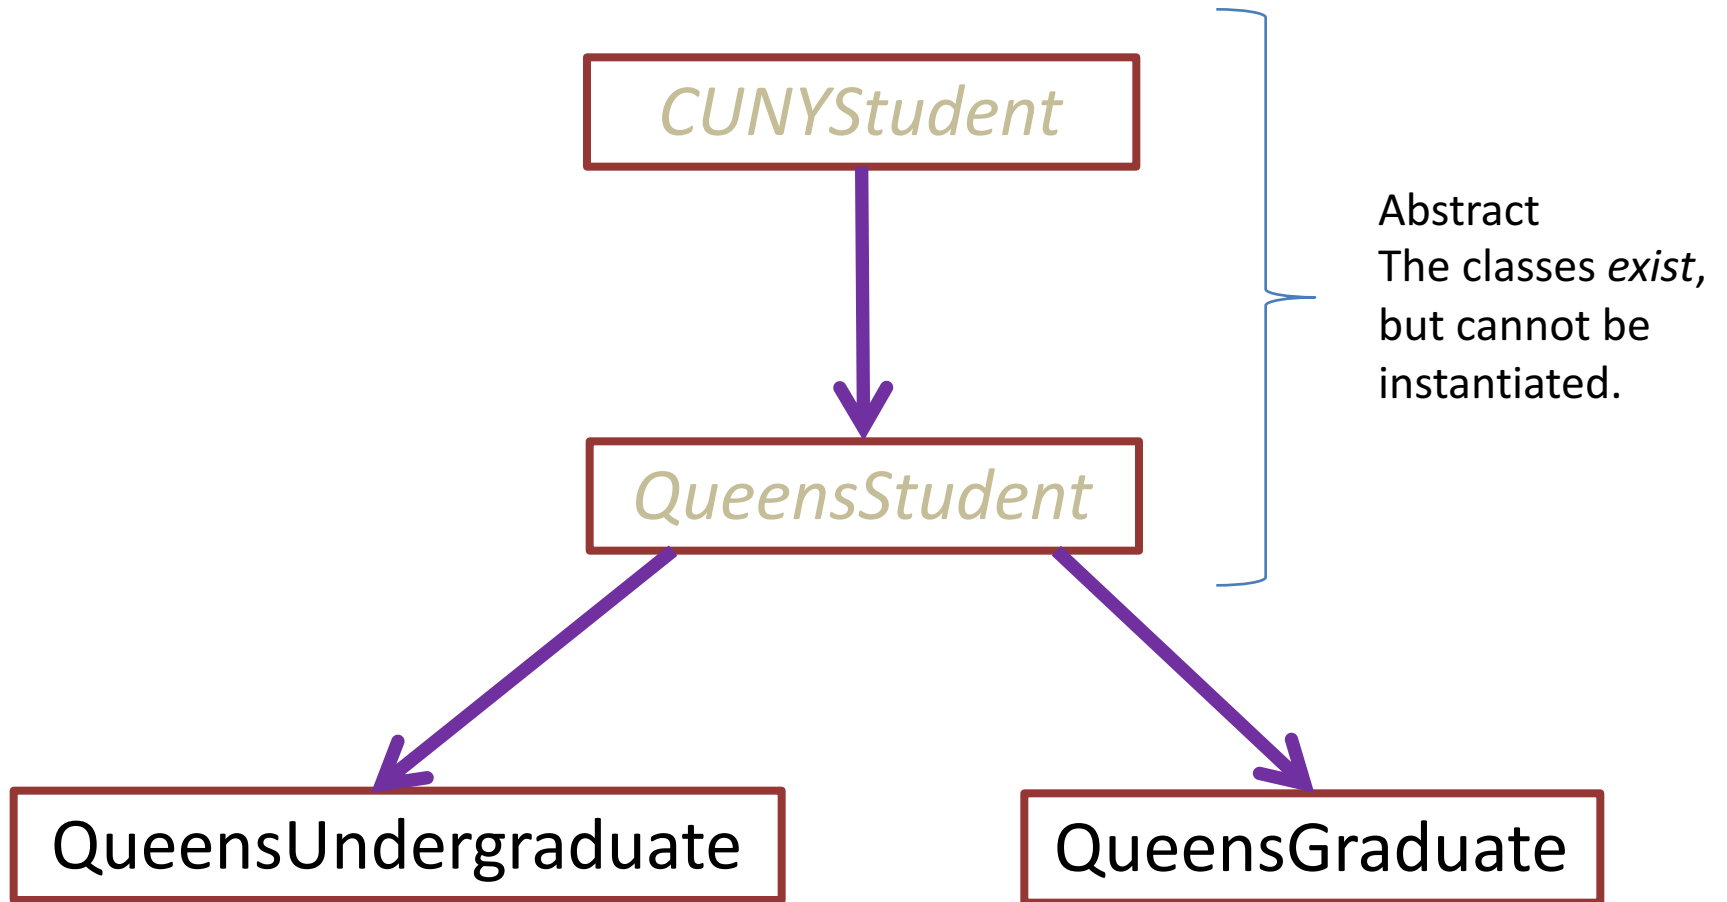 CUNYStudent
Abstract
The classes exist,
but cannot be
instantiated.
QueensStudent
QueensUndergraduate
QueensGraduate